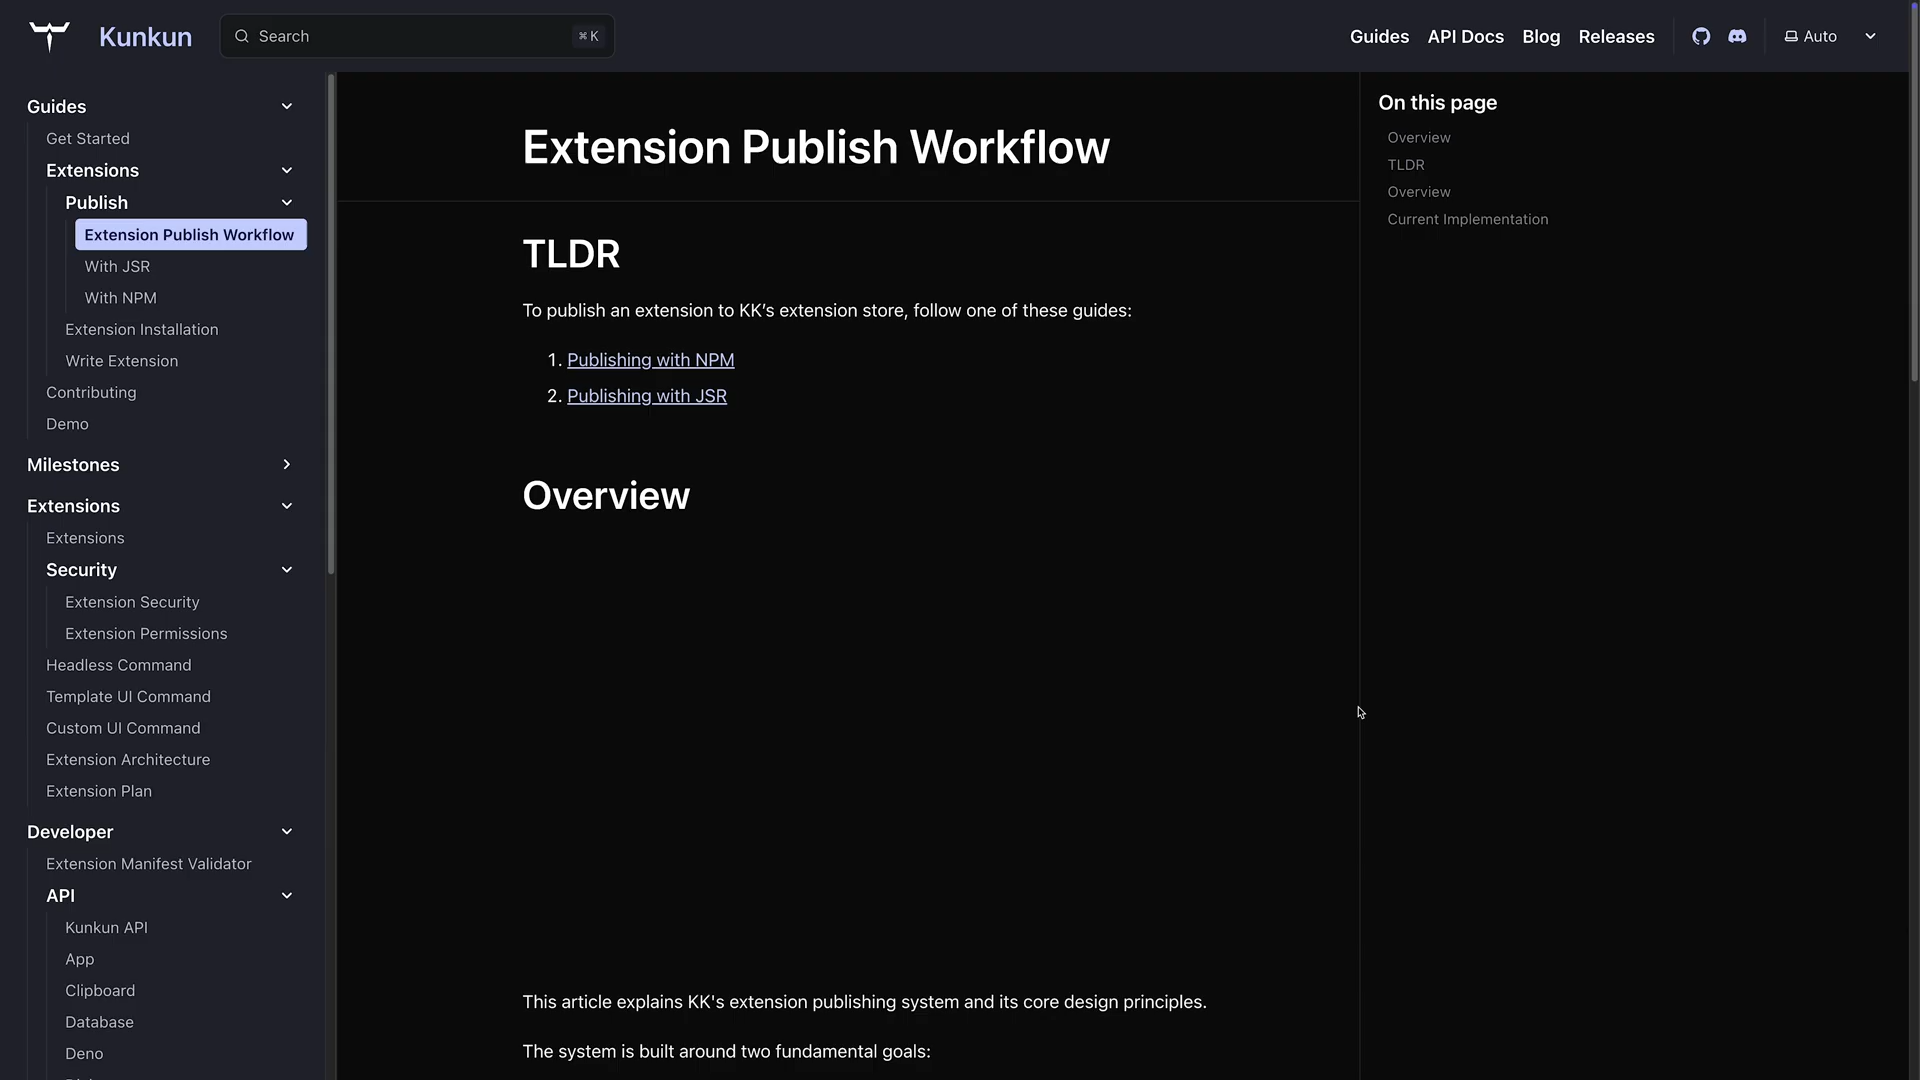 Kunkun
Search
⌘ K
Guides
API Docs
Blog
Releases
Auto
Guides
Get Started
Extensions
Publish
Extension Publish Workflow
With JSR
With NPM
Extension Installation
Write Extension
Contributing
Demo
Milestones
Extensions
Extensions
Security
Extension Security
Extension Permissions
Headless Command
Template UI Command
Custom UI Command
Extension Architecture
Extension Plan
Developer
Extension Manifest Validator
API
Kunkun API
App
Clipboard
Database
Deno
Extension Publish Workflow
TLDR
To publish an extension to KK’s extension store, follow one of these guides:
1. Publishing with NPM
2. Publishing with JSR
Overview
This article explains KK's extension publishing system and its core design principles.
The system is built around two fundamental goals:
On this page
Overview
TLDR
Overview
Current Implementation